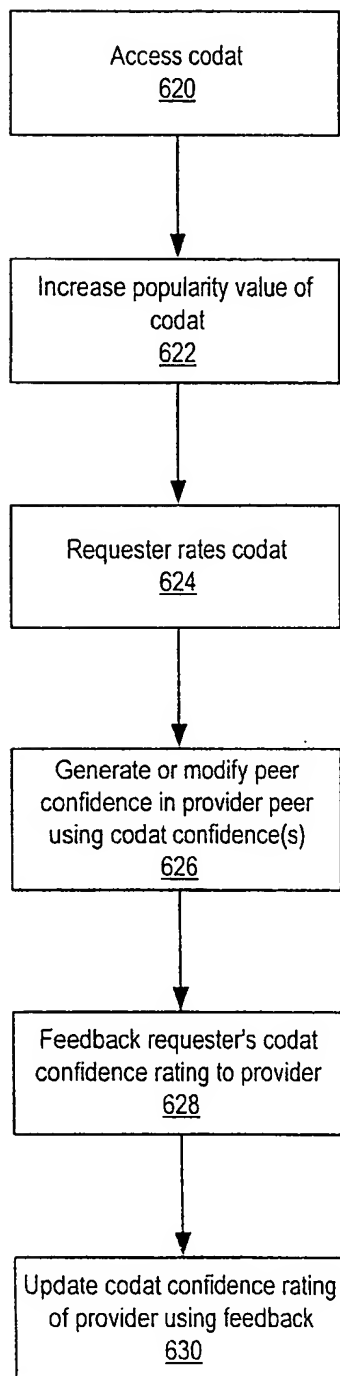 Access codat
620
Increase popularity value of
codat
622
Requester rates codat
624
Generate or modify peer
confidence in provider peer
using codat confidence(s)
626
Feedback requester's codat
confidence rating to provider
628
Update codat confidence rating
of provider using feedback
630